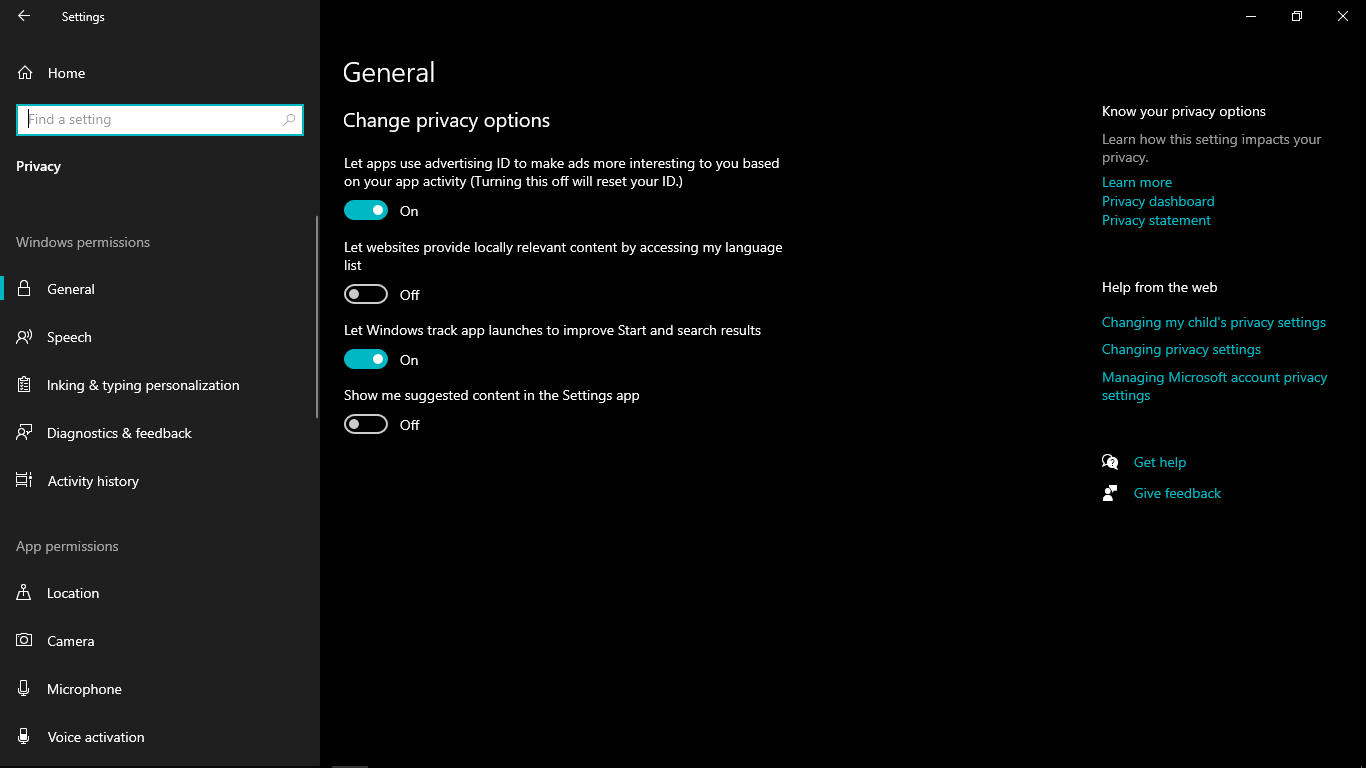 Settings
Home
Find a setting
Privacy
Windows permissions
General
Speech
Inking & typing personalization
Diagnostics & feedback
Activity history
App permissions
Location
Camera
Microphone
Voice activation
General
Change privacy options
Let apps use advertising ID to make ads more interesting to you based
on your app activity (Turning this off will reset your ID.)
On
Let websites provide locally relevant content by accessing my language
list
Off
Let Windows track app launches to improve Start and search results
On
Show me suggested content in the Settings app
Off
Know your privacy options
Learn how this setting impacts your
privacy.
Learn more
Privacy dashboard
Privacy statement
Help from the web
Changing my child's privacy settings
Changing privacy settings
Managing Microsoft account privacy
settings
Get help
Give feedback